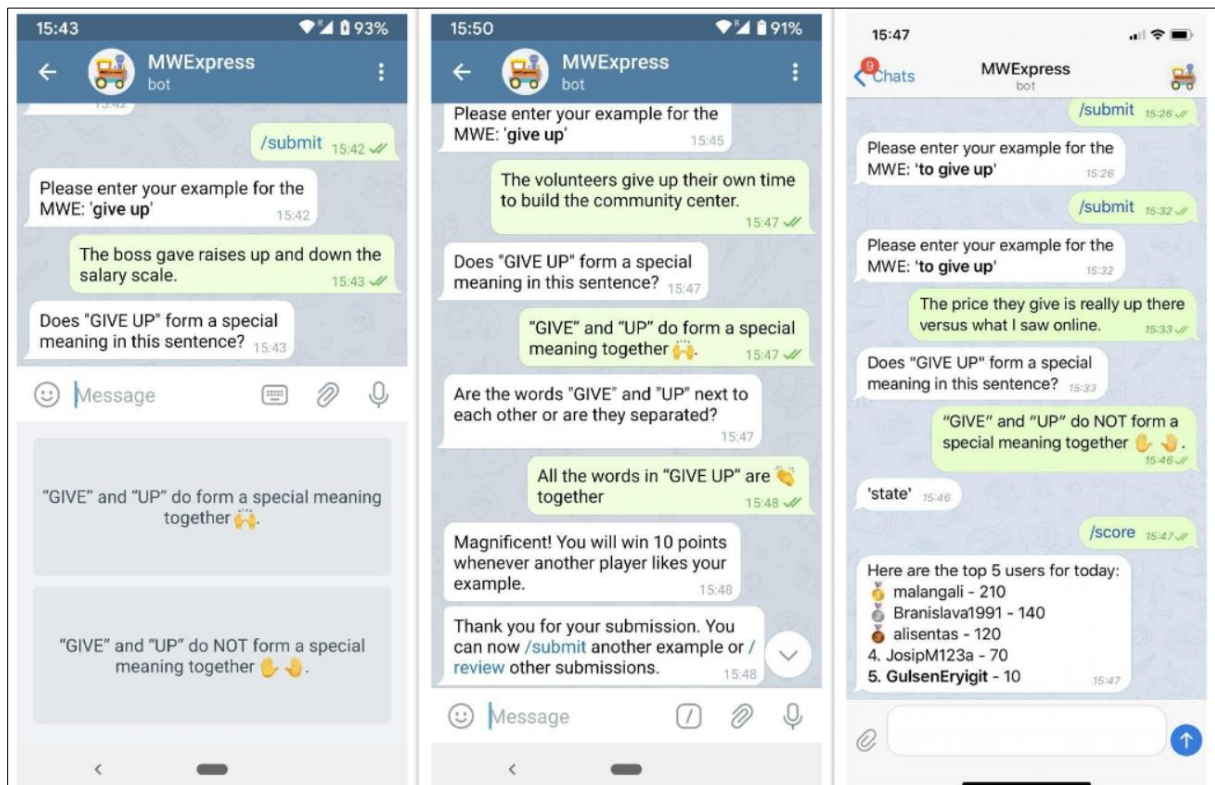 15:43
93%
MWExpress
bot
15:42
/submit 15:42
Please enter your example for the
MWE: 'give up'
15:42
The boss gave raises up and down the
salary scale.
15:43
Does "GIVE UP" form a special
meaning in this sentence? 15:43
Message
“GIVE” and “UP” do form a special meaning
together 🙌.
“GIVE” and “UP” do NOT form a special
meaning together ✋ 🤚.
15:50
91%
MWExpress
bot
Please enter your example for the
MWE: 'give up'
15:45
The volunteers give up their own time
to build the community center.
15:47
Does "GIVE UP" form a special
meaning in this sentence? 15:47
“GIVE” and “UP” do form a special
meaning together 🙌.
15:47
Are the words "GIVE" and "UP" next to
each other or are they separated?
15:47
All the words in “GIVE UP” are 👏
together
15:48
Magnificent! You will win 10 points
whenever another player likes your
example.
15:48
Thank you for your submission. You
can now /submit another example or /
review other submissions.
15:48
Message
15:47
9
Chats
MWExpress
bot
/submit 15:26
Please enter your example for the
MWE: 'to give up'
15:26
/submit 15:32
Please enter your example for the
MWE: 'to give up'
15:32
The price they give is really up there
versus what I saw online.
15:33
Does "GIVE UP" form a special
meaning in this sentence? 15:33
“GIVE” and “UP” do NOT form a
special meaning together ✋ 🤚.
15:46
'state' 15:46
/score 15:47
Here are the top 5 users for today:
🥇 malangali - 210
🥈 Branislava1991 - 140
🥉 alisentas - 120
4. JosipM123a - 70
5. GulsenEryigit - 10
15:47